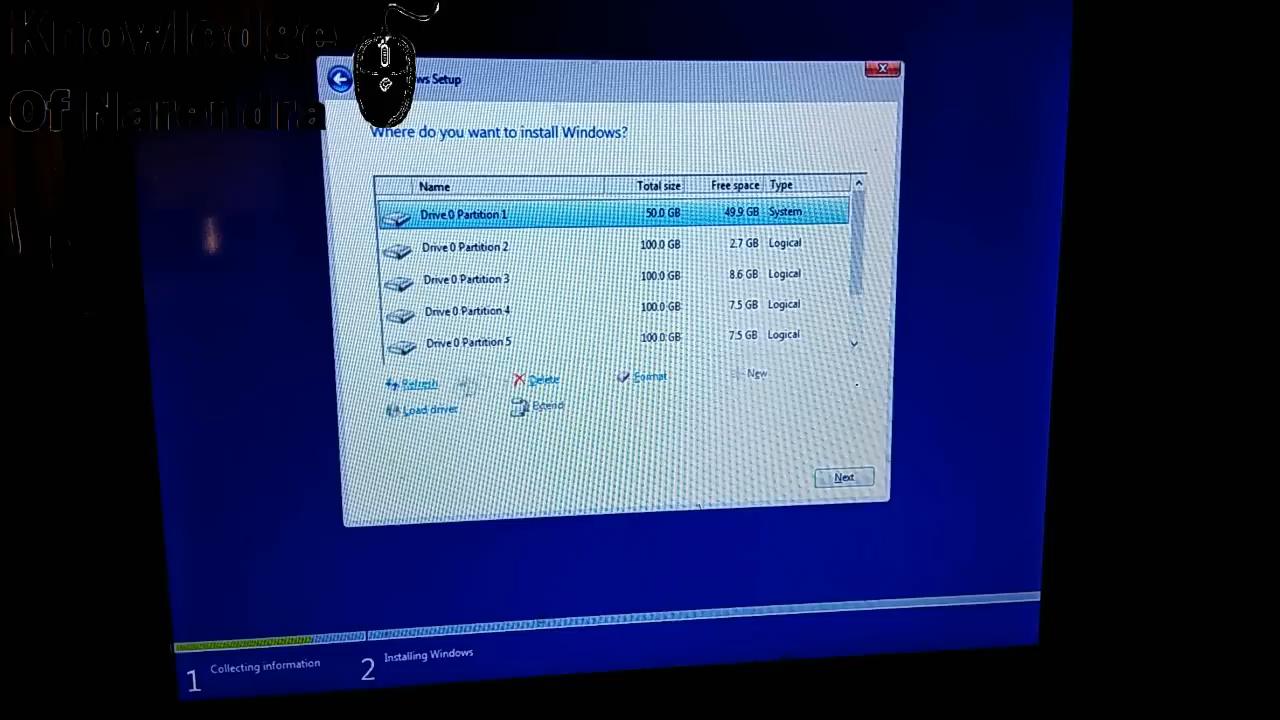 Knowledge
Of Narendra
ws Setup
Where do you want to install Windows?
Name Total size Free space Type
Drive 0 Partition 1 50.0 GB 49.9 GB System
Drive 0 Partition 2 100.0 GB 2.7 GB Logical
Drive 0 Partition 3 100.0 GB 8.6 GB Logical
Drive 0 Partition 4 100.0 GB 7.5 GB Logical
Drive 0 Partition 5 100.0 GB 7.5 GB Logical
Refresh Delete Format New
Load driver Extend
Next
1 Collecting information 2 Installing Windows